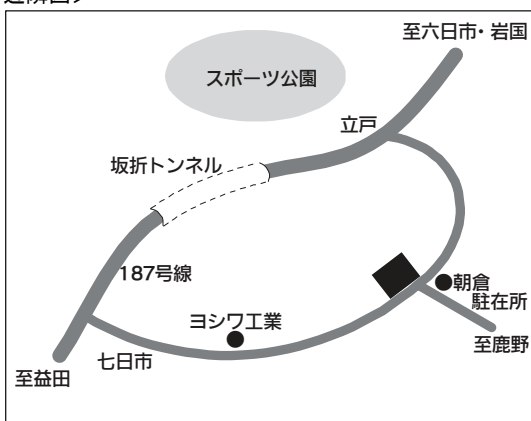 至六日市・岩国
スポーツ公園
立戸
坂折トンネル
187号線
朝倉
駐在所
ヨシワ工業
至鹿野
七日市
至益田